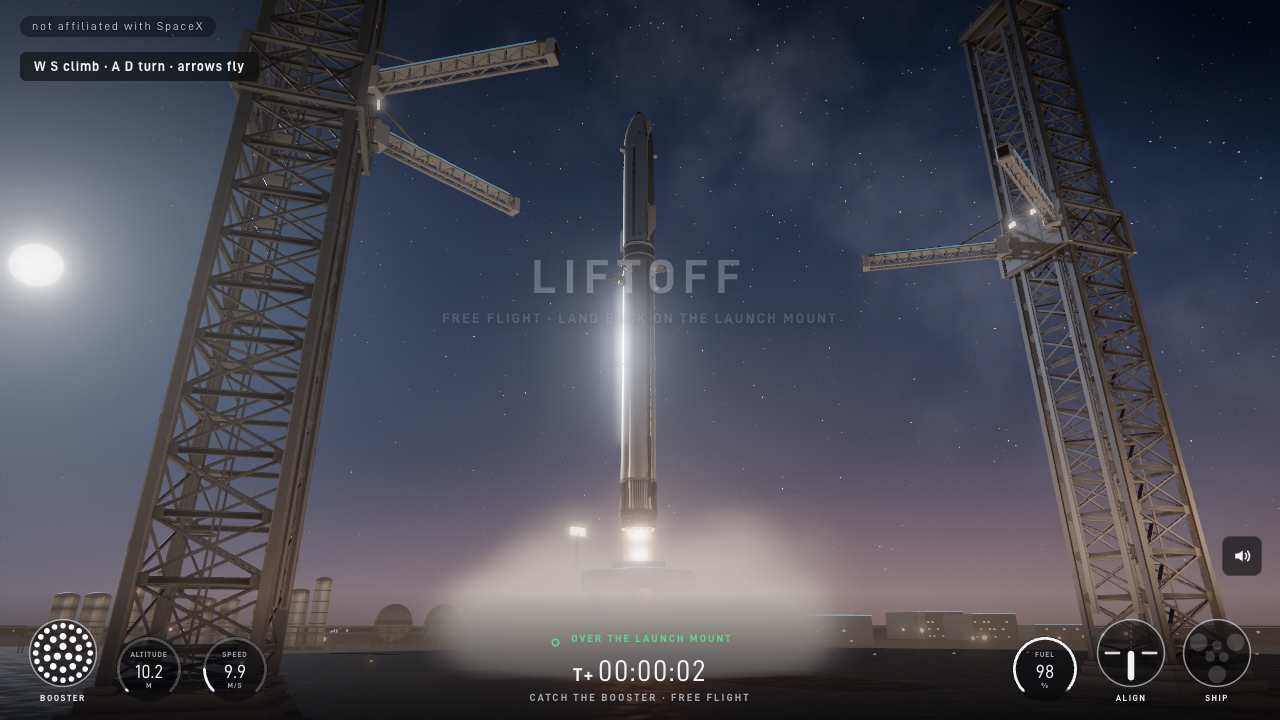 not affiliated with SpaceX
W S climb · A D turn · arrows fly
LIFTOFF
FREE FLIGHT · LAND BACK ON THE LAUNCH MOUNT
OVER THE LAUNCH MOUNT
T+ 00:00:02
CATCH THE BOOSTER · FREE FLIGHT
BOOSTER
ALTITUDE
10.2
M
SPEED
9.9
M/S
FUEL
98
%
ALIGN
SHIP